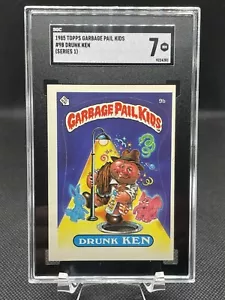 1985 TOPPS GARBAGE PAIL KIDS
#9B DRUNK KEN
(SERIES 1)
7
9b
GARBAGE PAIL KIDS
DRUNK KEN